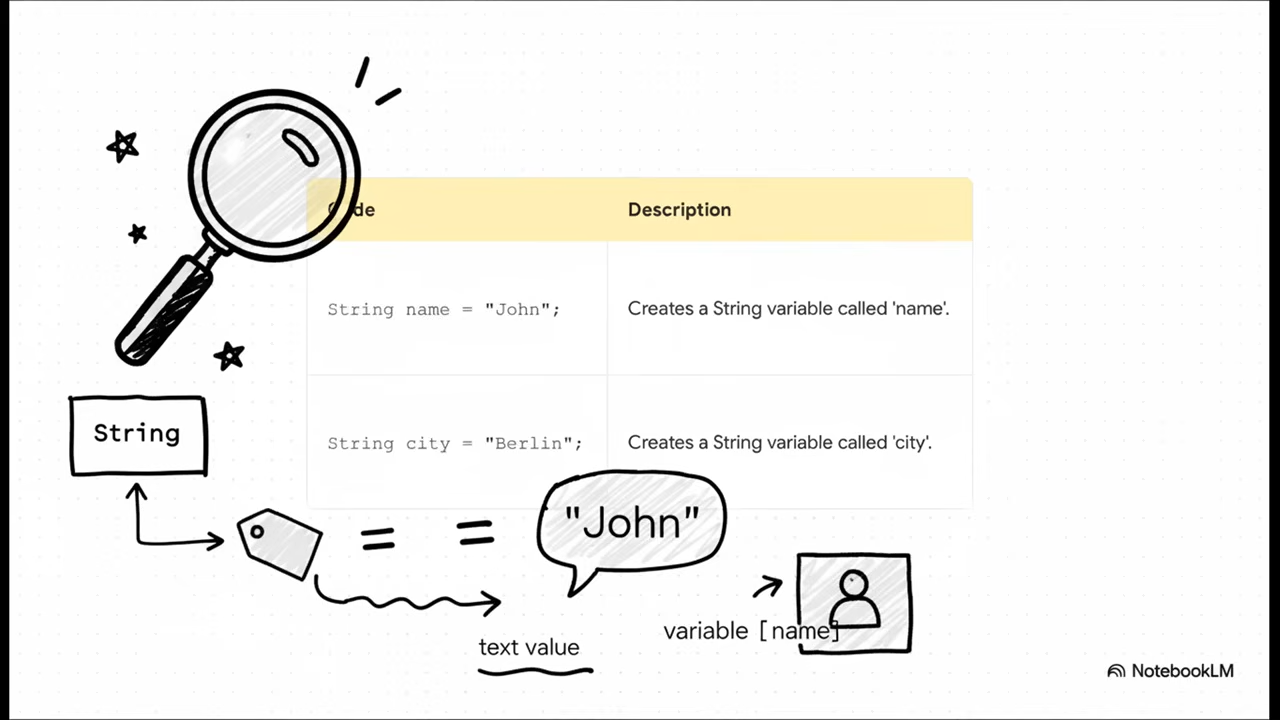 Code Description
String name = "John"; Creates a String variable called 'name'.
String
String city = "Berlin"; Creates a String variable called 'city'.
= = "John"
variable [name]
text value
NotebookLM